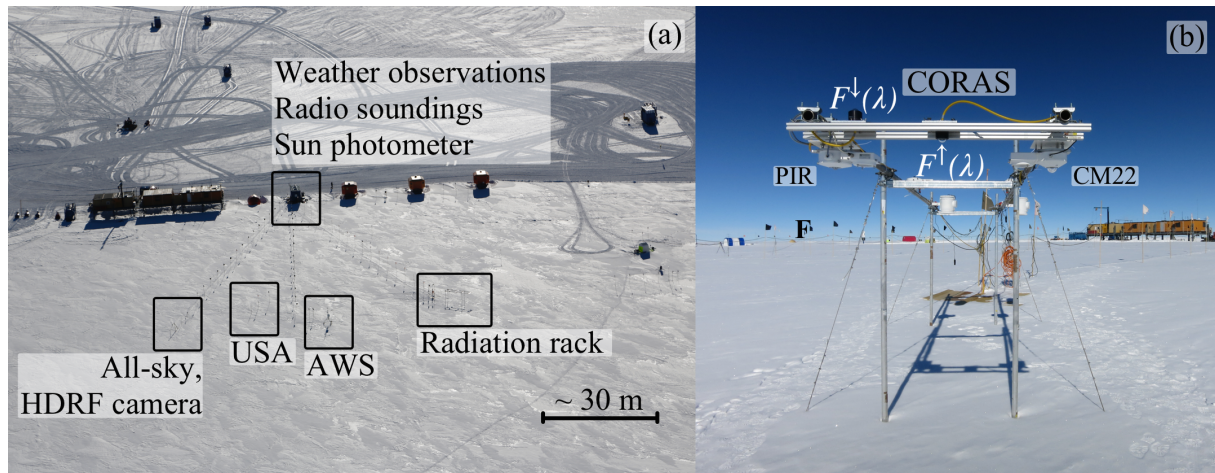 (a)
Weather observations
Radio soundings
Sun photometer
All-sky,
HDRF camera
USA
AWS
Radiation rack
~ 30 m
(b)
CORAS
F↓(λ)
F↑(λ)
PIR
CM22
F